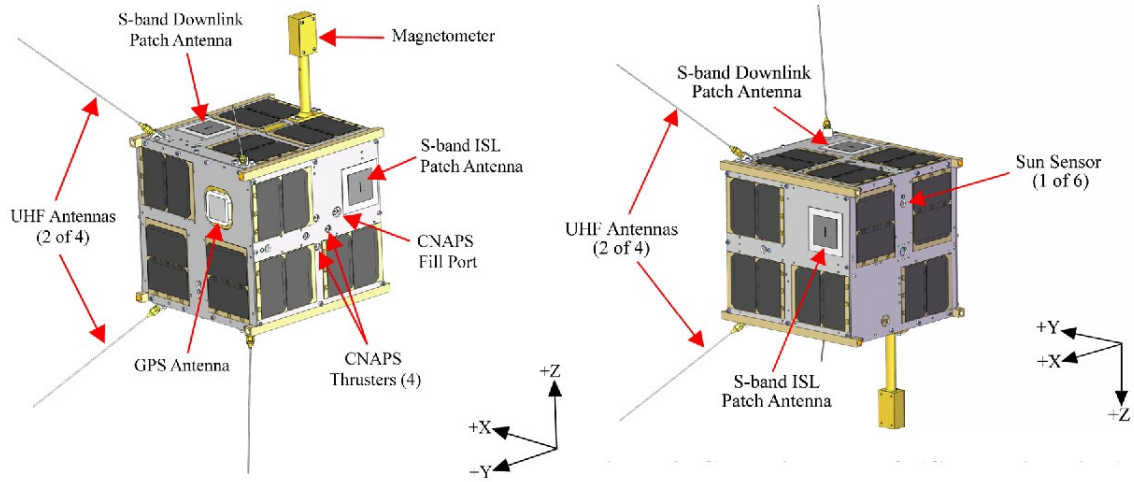 S-band Downlink
Patch Antenna
Magnetometer
S-band ISL
Patch Antenna
UHF Antennas
(2 of 4)
CNAPS
Fill Port
GPS Antenna
CNAPS
Thrusters (4)
+Z
+X
+Y
S-band Downlink
Patch Antenna
Sun Sensor
(1 of 6)
UHF Antennas
(2 of 4)
S-band ISL
Patch Antenna
+Y
+X
+Z